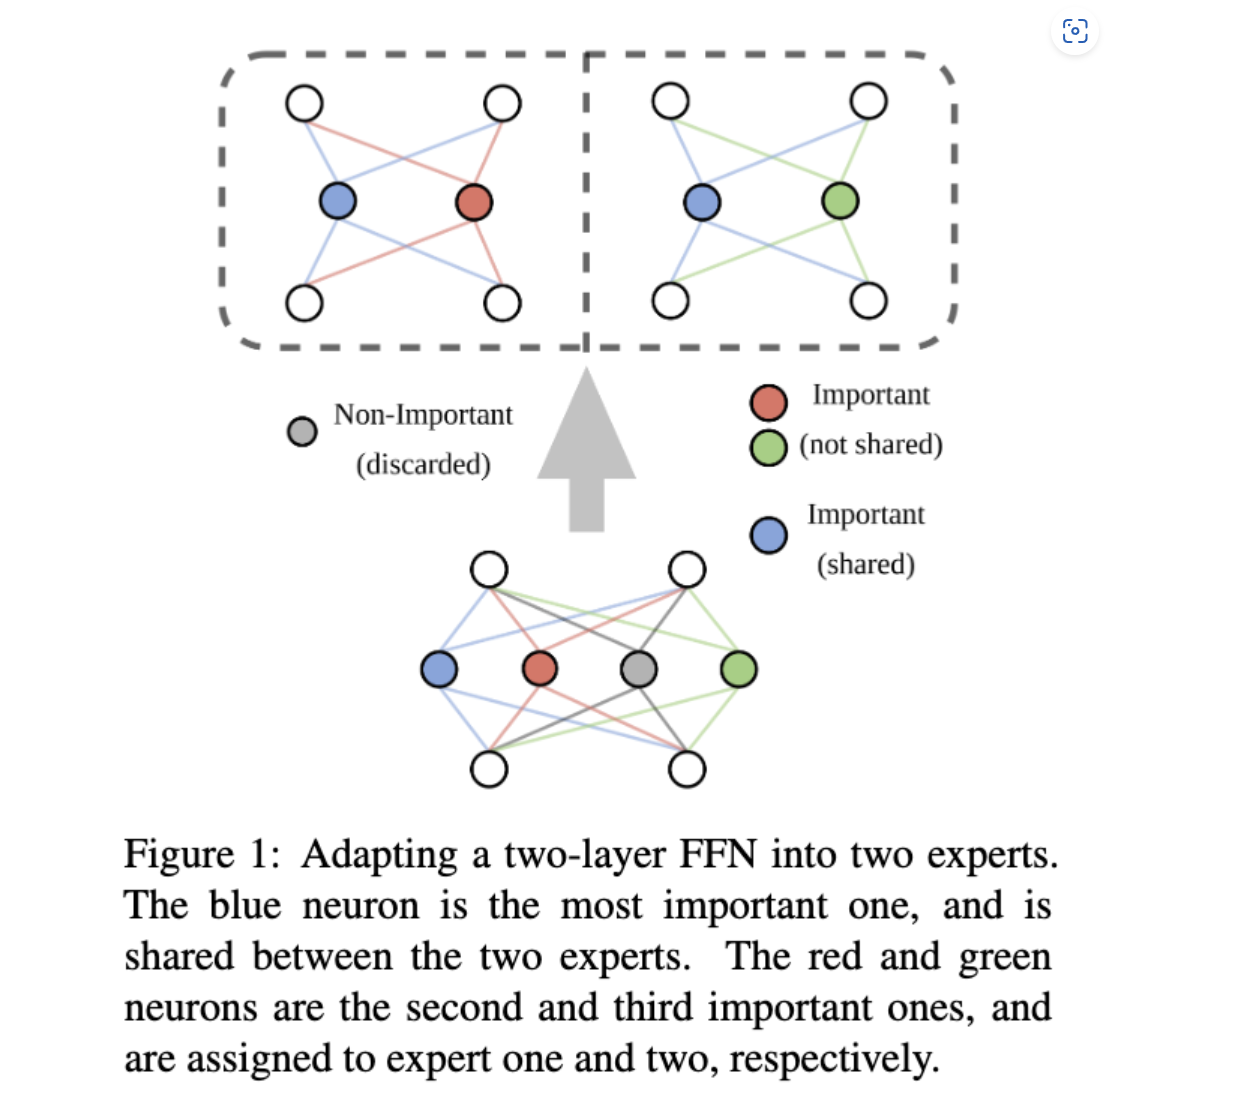 Non-Important
(discarded)
Important
(not shared)
Important
(shared)
Figure 1: Adapting a two-layer FFN into two experts.
The blue neuron is the most important one, and is
shared between the two experts. The red and green
neurons are the second and third important ones, and
are assigned to expert one and two, respectively.